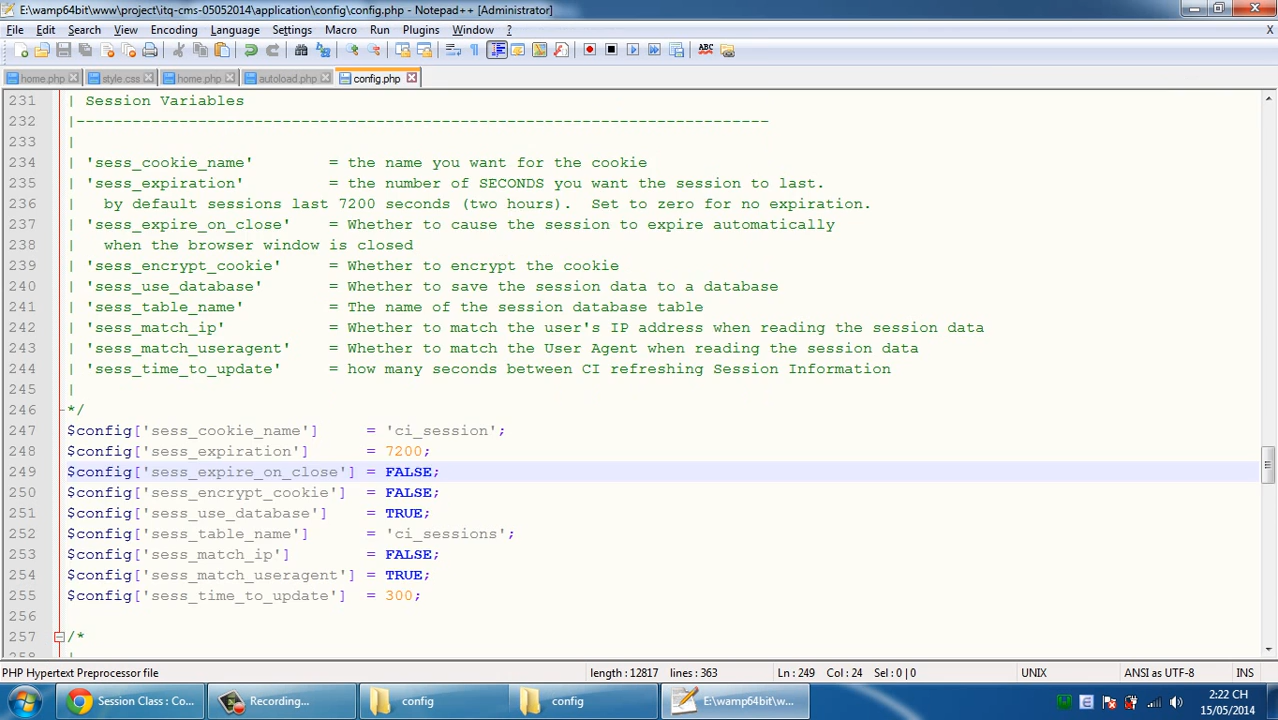 E:\wamp64bit\www\project\itq-cms-05052014\application\config\config.php - Notepad++ [Administrator]
File Edit Search View Encoding Language Settings Macro Run Plugins Window ? X
home.php style.css home.php autoload.php config.php
231 | Session Variables
232 |--------------------------------------------------------------------------
233 |
234 | 'sess_cookie_name' = the name you want for the cookie
235 | 'sess_expiration' = the number of SECONDS you want the session to last.
236 | by default sessions last 7200 seconds (two hours). Set to zero for no expiration.
237 | 'sess_expire_on_close' = Whether to cause the session to expire automatically
238 | when the browser window is closed
239 | 'sess_encrypt_cookie' = Whether to encrypt the cookie
240 | 'sess_use_database' = Whether to save the session data to a database
241 | 'sess_table_name' = The name of the session database table
242 | 'sess_match_ip' = Whether to match the user's IP address when reading the session data
243 | 'sess_match_useragent' = Whether to match the User Agent when reading the session data
244 | 'sess_time_to_update' = how many seconds between CI refreshing Session Information
245 |
246 */
247 $config['sess_cookie_name'] = 'ci_session';
248 $config['sess_expiration'] = 7200;
249 $config['sess_expire_on_close'] = FALSE;
250 $config['sess_encrypt_cookie'] = FALSE;
251 $config['sess_use_database'] = TRUE;
252 $config['sess_table_name'] = 'ci_sessions';
253 $config['sess_match_ip'] = FALSE;
254 $config['sess_match_useragent'] = TRUE;
255 $config['sess_time_to_update'] = 300;
256
257 /*
258 |
PHP Hypertext Preprocessor file length : 12817 lines : 363 Ln : 249 Col : 24 Sel : 0 | 0 UNIX ANSI as UTF-8 INS
Session Class : Co... Recording... config config E:\wamp64bit\w... 2:22 CH
15/05/2014